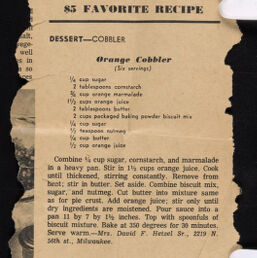 $5 FAVORITE RECIPE
DESSERT—COBBLER
Orange Cobbler
(Six servings)
¼ cup sugar
2 tablespoons cornstarch
¾ cup orange marmalade
1½ cups orange juice
2 tablespoons butter
2 cups packaged baking powder biscuit mix
¼ cup sugar
½ teaspoon nutmeg
¼ cup butter
½ cup orange juice
Combine ¼ cup sugar, cornstarch, and marmalade
in a heavy pan. Stir in 1½ cups orange juice. Cook
until thickened, stirring constantly. Remove from
heat; stir in butter. Set aside. Combine biscuit mix,
sugar, and nutmeg. Cut butter into mixture same
as for pie crust. Add orange juice; stir only until
dry ingredients are moistened. Pour sauce into a
pan 11 by 7 by 1½ inches. Top with spoonfuls of
biscuit mixture. Bake at 350 degrees for 30 minutes.
Serve warm.—Mrs. David F. Hetzel Sr., 2219 N.
56th st., Milwaukee.